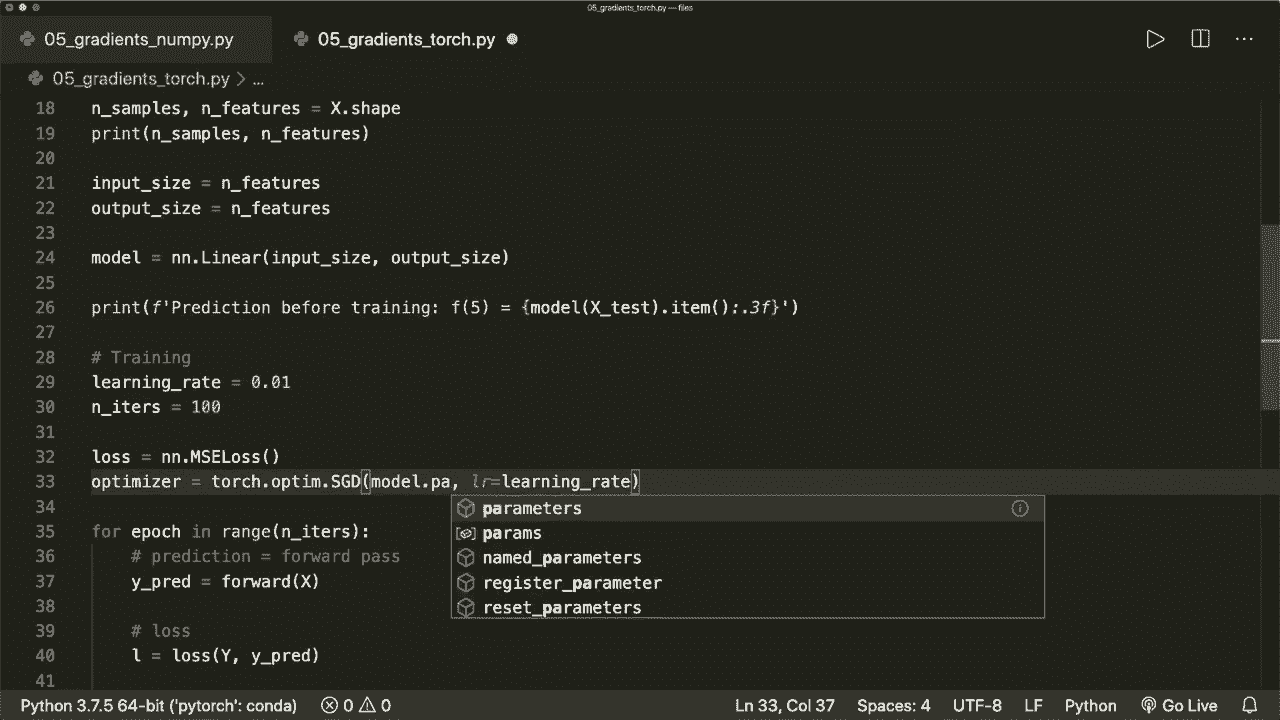 05_gradients_torch.py — files
05_gradients_numpy.py
05_gradients_torch.py
05_gradients_torch.py > ...
18 n_samples, n_features = X.shape
19 print(n_samples, n_features)
20
21 input_size = n_features
22 output_size = n_features
23
24 model = nn.Linear(input_size, output_size)
25
26 print(f'Prediction before training: f(5) = {model(X_test).item():.3f}')
27
28 # Training
29 learning_rate = 0.01
30 n_iters = 100
31
32 loss = nn.MSELoss()
33 optimizer = torch.optim.SGD(model.pa, lr=learning_rate)
parameters
params
named_parameters
register_parameter
reset_parameters
34
35 for epoch in range(n_iters):
36 # prediction = forward pass
37 y_pred = forward(X)
38
39 # loss
40 l = loss(Y, y_pred)
41
Python 3.7.5 64-bit ('pytorch': conda) 0 0 Ln 33, Col 37 Spaces: 4 UTF-8 LF Python Go Live